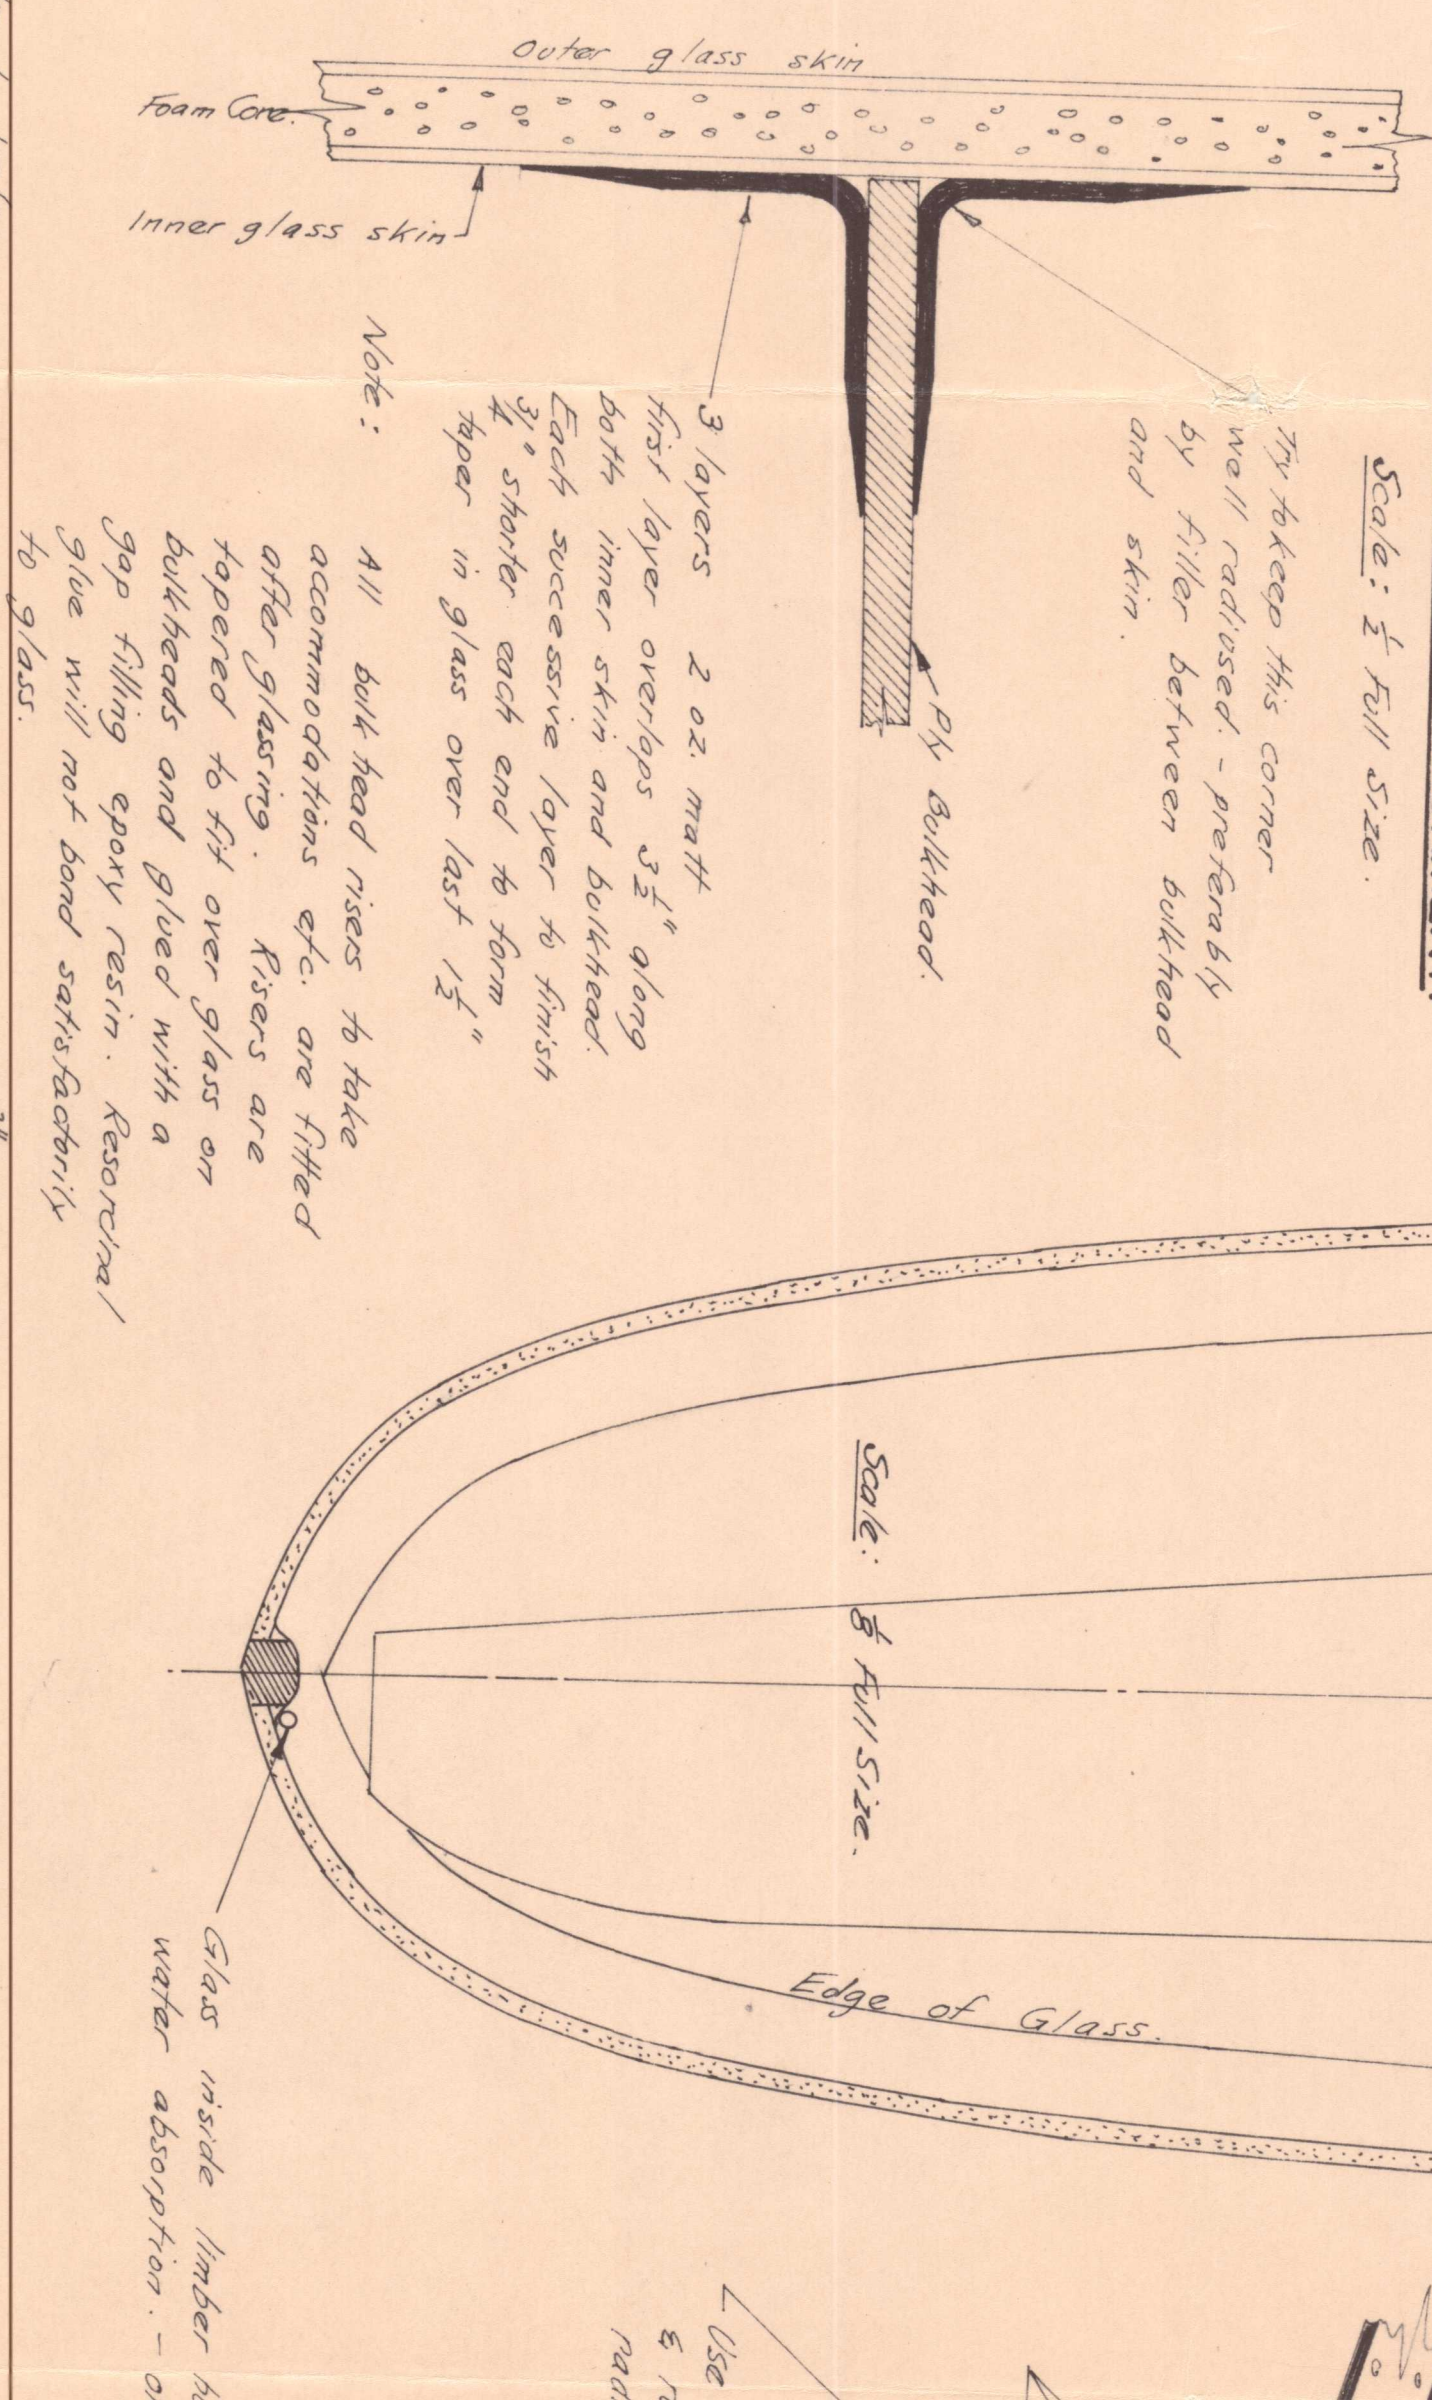 Outer glass skin
Foam Core.
Inner glass skin
Scale: ½ Full Size.
Try to keep this corner
well radiused. - preferably
by filler between bulkhead
and skin.
Ply Bulkhead.
3 layers 2 oz. matt
first layer overlaps 3½" along
both inner skin and bulkhead.
Each successive layer to finish
¾" shorter each end to form
taper in glass over last 1½"
Note:
All bulkhead risers to take
accommodations etc. are fitted
after glassing. Risers are
tapered to fit over glass on
bulkheads and glued with a
gap filling epoxy resin. Resorcinal
glue will not bond satisfactorily
to glass.
Scale: ⅛ Full Size.
Edge of Glass.
Glass inside limber
water absorption. -
Use
&